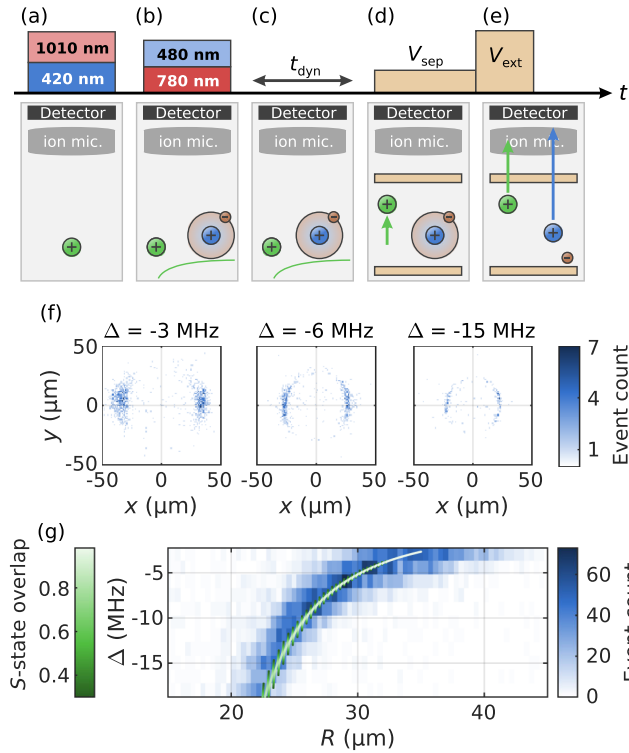 (a) (b) (c) (d) (e)
1010 nm
420 nm
480 nm
780 nm
t_dyn
V_sep
V_ext
t
Detector Detector Detector Detector Detector
ion mic. ion mic. ion mic. ion mic. ion mic.
+ + + − + + − + + − + + + −
(f)
Δ = -3 MHz Δ = -6 MHz Δ = -15 MHz
50
0
-50
y (μm)
-50 0 50 -50 0 50 -50 0 50
x (μm) x (μm) x (μm)
7
4
1
Event count
(g)
S-state overlap
0.8
0.6
0.4
Δ (MHz)
-5
-10
-15
20 30 40
R (μm)
60
40
20
0
Event count